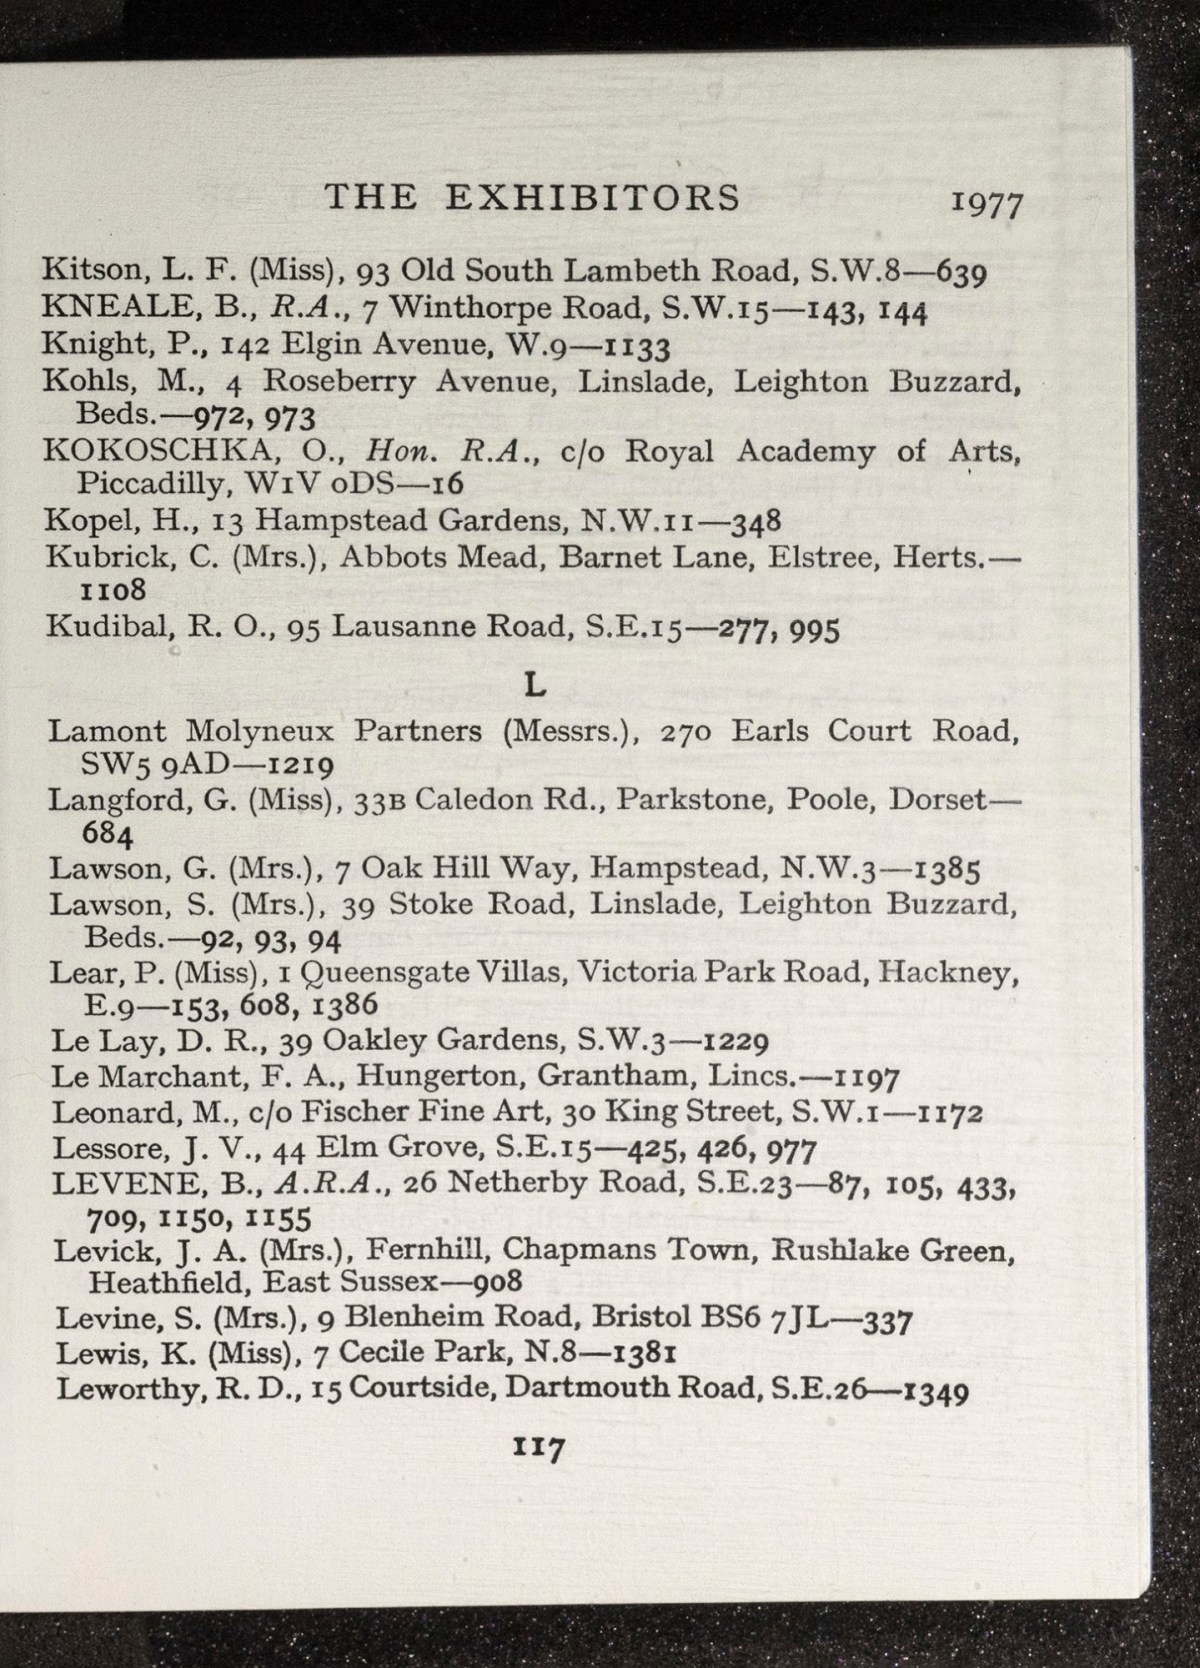 THE EXHIBITORS 1977
Kitson, L. F. (Miss), 93 Old South Lambeth Road, S.W.8—639
KNEALE, B., R.A., 7 Winthorpe Road, S.W.15—143, 144
Knight, P., 142 Elgin Avenue, W.9—1133
Kohls, M., 4 Roseberry Avenue, Linslade, Leighton Buzzard,
Beds.—972, 973
KOKOSCHKA, O., Hon. R.A., c/o Royal Academy of Arts,
Piccadilly, W1V 0DS—16
Kopel, H., 13 Hampstead Gardens, N.W.11—348
Kubrick, C. (Mrs.), Abbots Mead, Barnet Lane, Elstree, Herts.—
1108
Kudibal, R. O., 95 Lausanne Road, S.E.15—277, 995
L
Lamont Molyneux Partners (Messrs.), 270 Earls Court Road,
SW5 9AD—1219
Langford, G. (Miss), 33B Caledon Rd., Parkstone, Poole, Dorset—
684
Lawson, G. (Mrs.), 7 Oak Hill Way, Hampstead, N.W.3—1385
Lawson, S. (Mrs.), 39 Stoke Road, Linslade, Leighton Buzzard,
Beds.—92, 93, 94
Lear, P. (Miss), 1 Queensgate Villas, Victoria Park Road, Hackney,
E.9—153, 608, 1386
Le Lay, D. R., 39 Oakley Gardens, S.W.3—1229
Le Marchant, F. A., Hungerton, Grantham, Lincs.—1197
Leonard, M., c/o Fischer Fine Art, 30 King Street, S.W.1—1172
Lessore, J. V., 44 Elm Grove, S.E.15—425, 426, 977
LEVENE, B., A.R.A., 26 Netherby Road, S.E.23—87, 105, 433,
709, 1150, 1155
Levick, J. A. (Mrs.), Fernhill, Chapmans Town, Rushlake Green,
Heathfield, East Sussex—908
Levine, S. (Mrs.), 9 Blenheim Road, Bristol BS6 7JL—337
Lewis, K. (Miss), 7 Cecile Park, N.8—1381
Leworthy, R. D., 15 Courtside, Dartmouth Road, S.E.26—1349
117